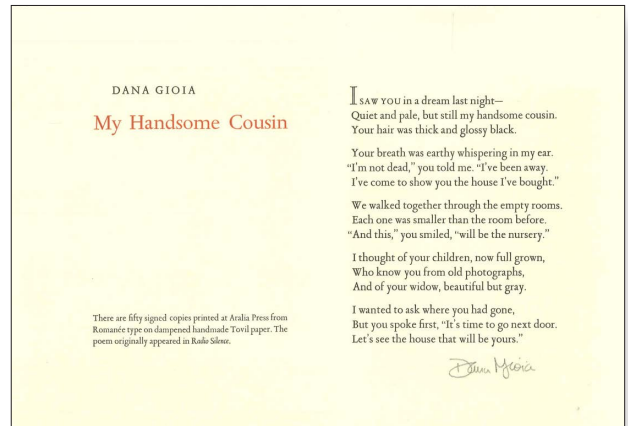 DANA GIOIA
My Handsome Cousin
There are fifty signed copies printed at Aralia Press from
Romanée type on dampened handmade Tovil paper. The
poem originally appeared in Radio Silence.
I SAW YOU in a dream last night—
Quiet and pale, but still my handsome cousin.
Your hair was thick and glossy black.
Your breath was earthy whispering in my ear.
“I’m not dead,” you told me. “I’ve been away.
I’ve come to show you the house I’ve bought.”
We walked together through the empty rooms.
Each one was smaller than the room before.
“And this,” you smiled, “will be the nursery.”
I thought of your children, now full grown,
Who know you from old photographs,
And of your widow, beautiful but gray.
I wanted to ask where you had gone,
But you spoke first, “It’s time to go next door.
Let’s see the house that will be yours.”
Dana Gioia